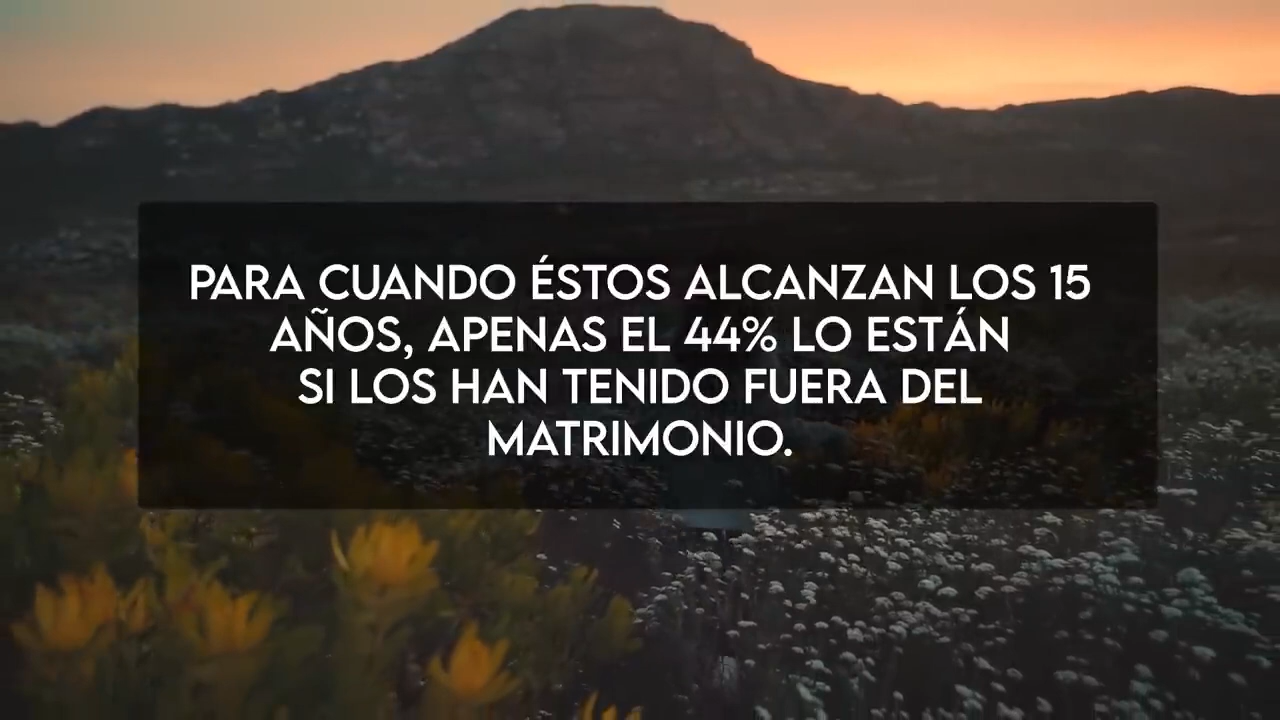 PARA CUANDO ÉSTOS ALCANZAN LOS 15
AÑOS, APENAS EL 44% LO ESTÁN
SI LOS HAN TENIDO FUERA DEL
MATRIMONIO.